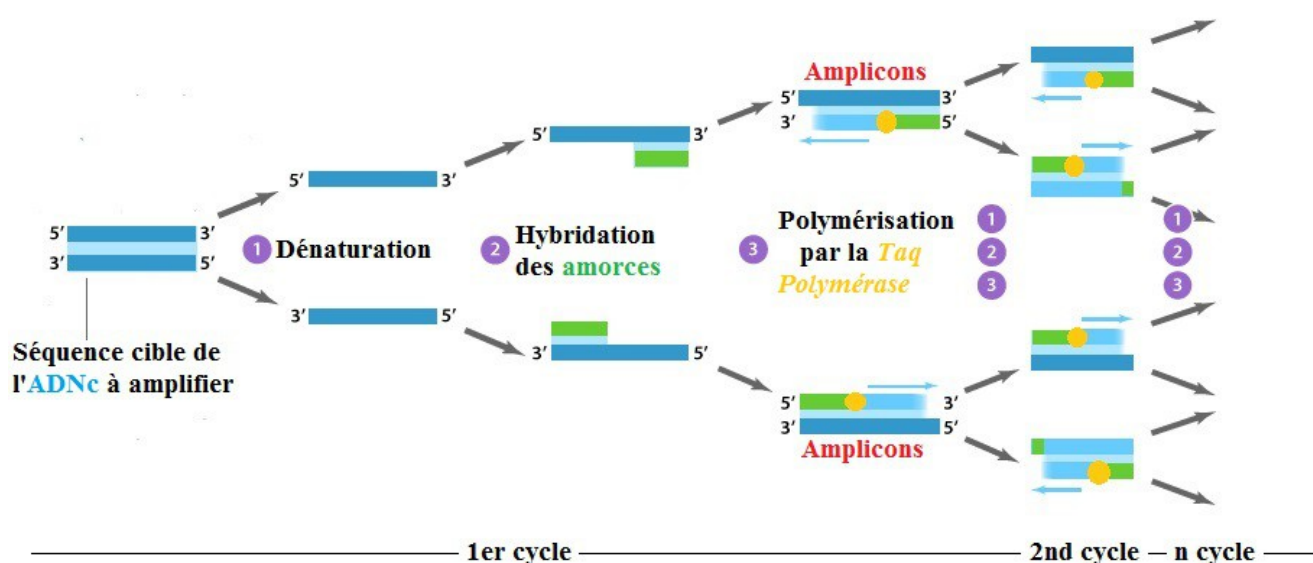 Amplicons
5' 3'
3' 5'
5' 3'
5' 3'
5' 3'
3' 5'
1 Dénaturation
2 Hybridation
des amorces
3 Polymérisation
par la Taq
Polymérase
1
2
3
1
2
3
Séquence cible de
l'ADNc à amplifier
3' 5'
3' 5'
5' 3'
3' 5'
Amplicons
1er cycle
2nd cycle
n cycle